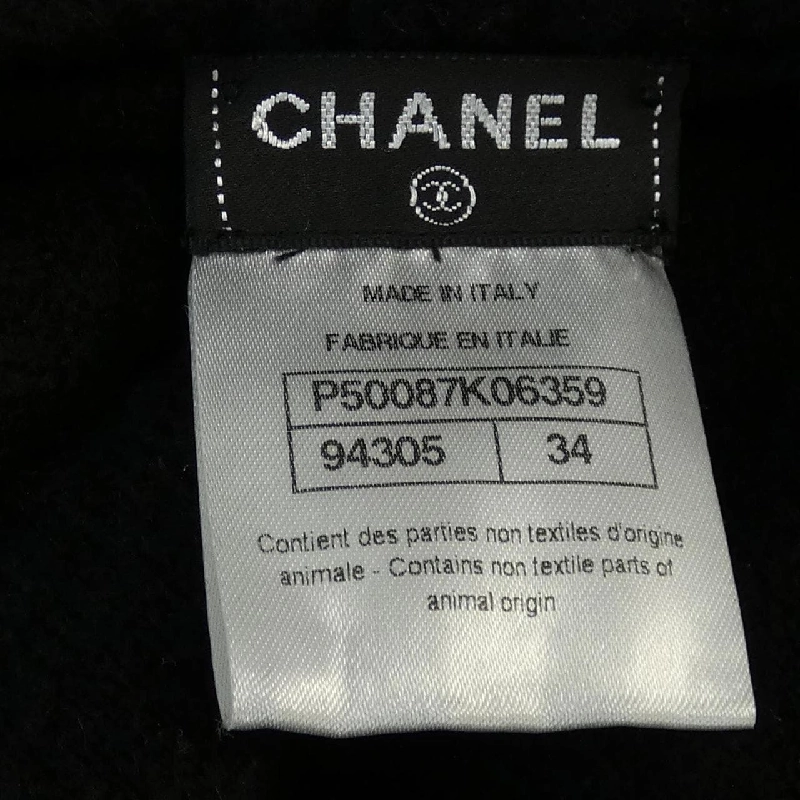 CHANEL
MADE IN ITALY
FABRIQUE EN ITALIE
P50087K06359
94305 34
Contient des parties non textiles d'origine
animale - Contains non textile parts of
animal origin